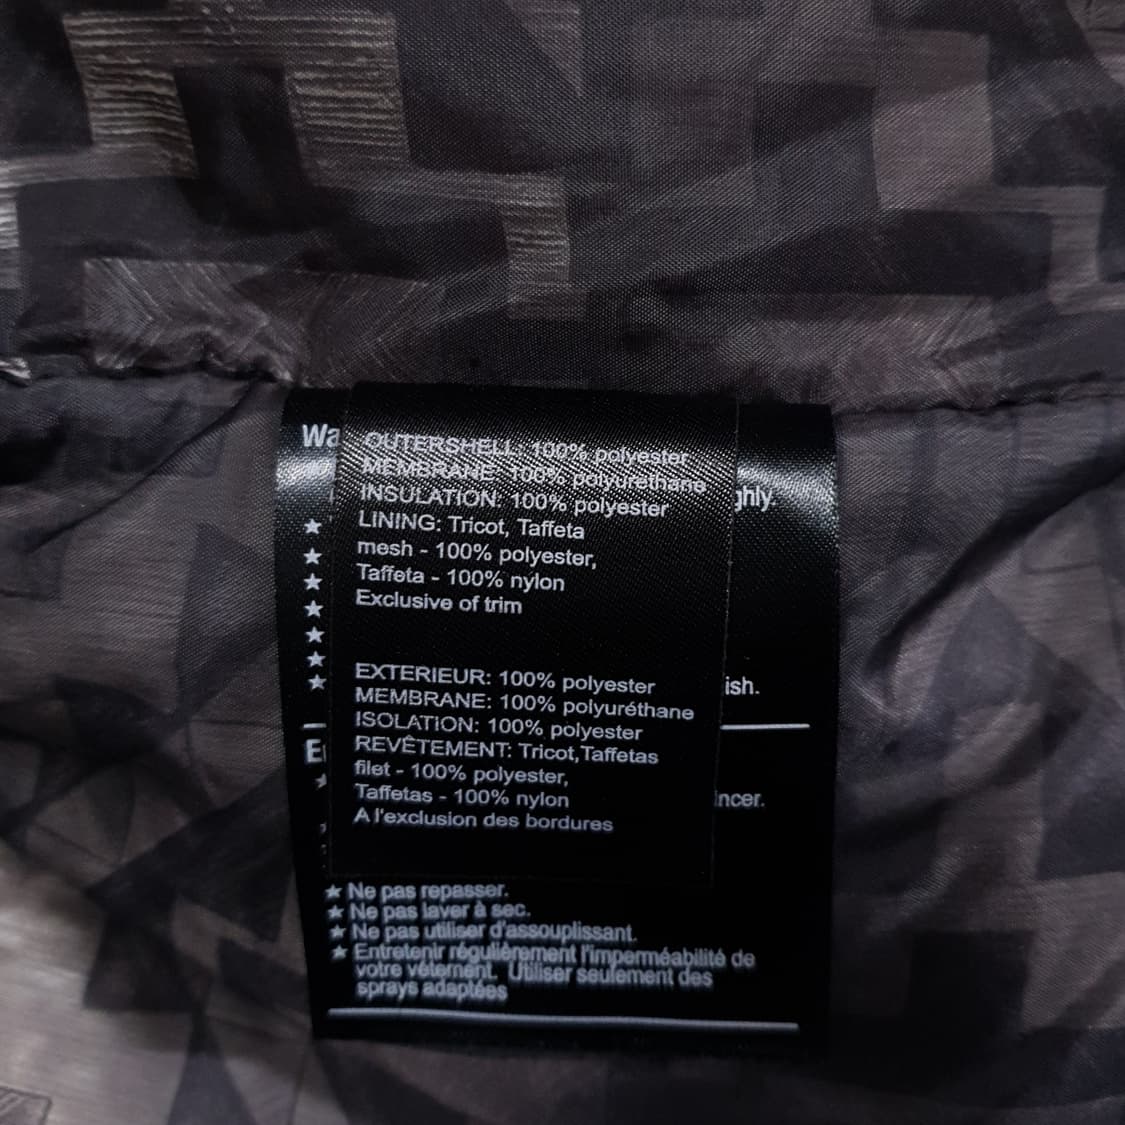 OUTERSHELL: 100% polyester
MEMBRANE: 100% polyurethane
INSULATION: 100% polyester
LINING: Tricot, Taffeta
mesh - 100% polyester,
Taffeta - 100% nylon
Exclusive of trim
EXTERIEUR: 100% polyester
MEMBRANE: 100% polyuréthane
ISOLATION: 100% polyester
REVÊTEMENT: Tricot,Taffetas
filet - 100% polyester,
Taffetas - 100% nylon
A l'exclusion des bordures
★ Ne pas repasser.
★ Ne pas laver à sec.
★ Ne pas utiliser d'assouplissant.
★ Entretenir régulièrement l'imperméabilité de
votre vêtement. Utiliser seulement des
sprays adaptées